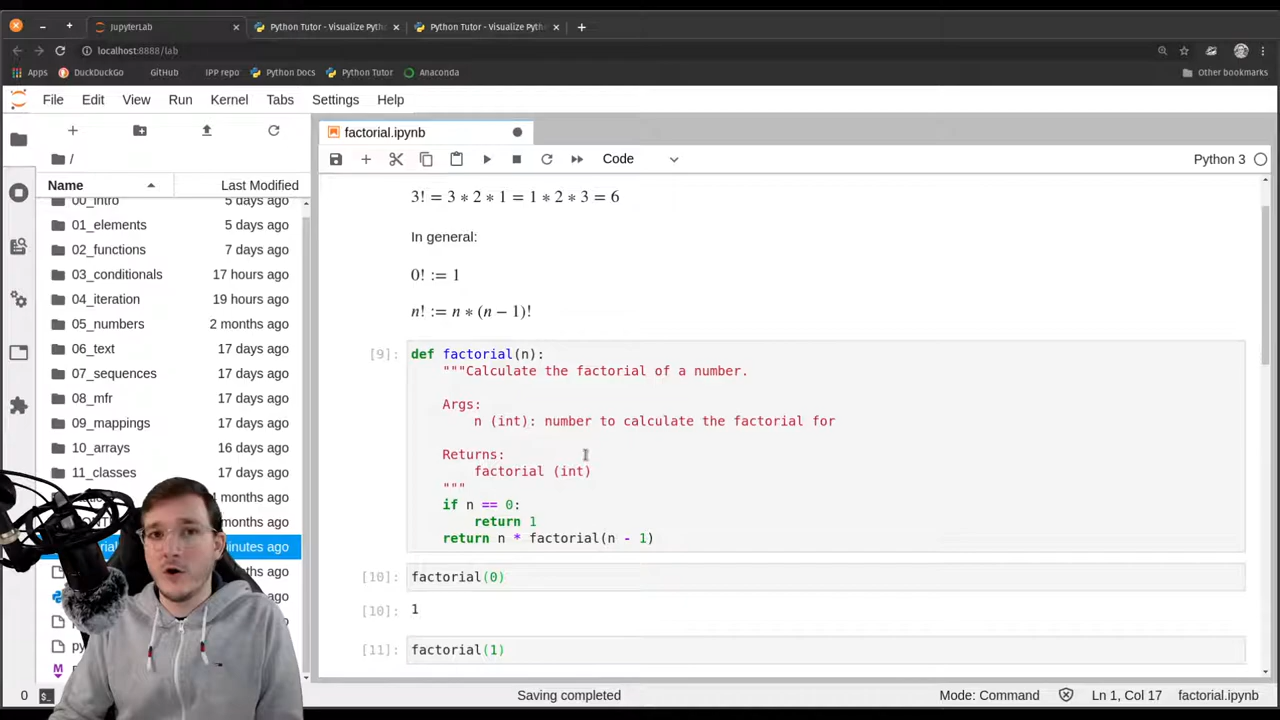 JupyterLab
Python Tutor - Visualize Pyth
Python Tutor - Visualize Pyth
localhost:8888/lab
Apps
DuckDuckGo
GitHub
IPP repo
Python Docs
Python Tutor
Anaconda
Other bookmarks
File
Edit
View
Run
Kernel
Tabs
Settings
Help
factorial.ipynb
/
Code
Python 3
Name
Last Modified
00_intro 5 days ago
01_elements 5 days ago
02_functions 7 days ago
03_conditionals 17 hours ago
04_iteration 19 hours ago
05_numbers 2 months ago
06_text 17 days ago
07_sequences 17 days ago
08_mfr 17 days ago
09_mappings 17 days ago
10_arrays 16 days ago
11_classes 17 days ago
months ago
months ago
minutes ago
ths ago
ago
ago
ago
3! = 3 ∗ 2 ∗ 1 = 1 ∗ 2 ∗ 3 = 6
In general:
0! := 1
n! := n ∗ (n − 1)!
[9]: def factorial(n):
"""Calculate the factorial of a number.
Args:
n (int): number to calculate the factorial for
Returns:
factorial (int)
"""
if n == 0:
return 1
return n * factorial(n - 1)
[10]: factorial(0)
[10]: 1
[11]: factorial(1)
0 $_
Saving completed
Mode: Command
Ln 1, Col 17
factorial.ipynb